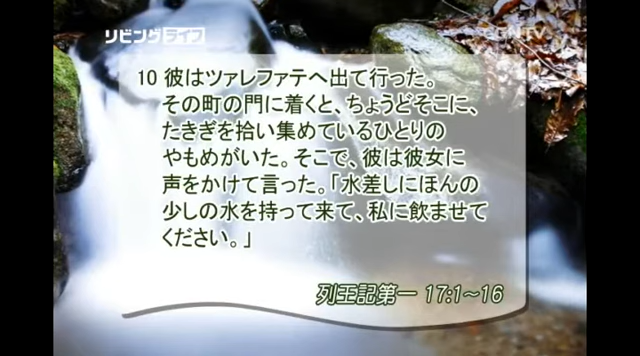 リビングライフ
CGNTV
10 彼はツァレファテへ出て行った。
その町の門に着くと、ちょうどそこに、
たきぎを拾い集めているひとりの
やもめがいた。そこで、彼は彼女に
声をかけて言った。「水差しにほんの
少しの水を持って来て、私に飲ませて
ください。」
列王記第一 17:1～16